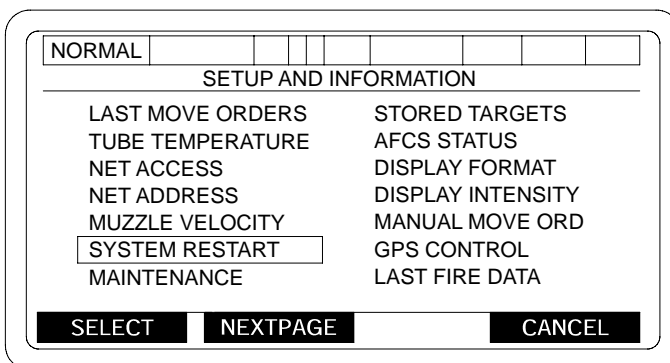 NORMAL
SETUP AND INFORMATION
LAST MOVE ORDERS
TUBE TEMPERATURE
NET ACCESS
NET ADDRESS
MUZZLE VELOCITY
SYSTEM RESTART
MAINTENANCE
STORED TARGETS
AFCS STATUS
DISPLAY FORMAT
DISPLAY INTENSITY
MANUAL MOVE ORD
GPS CONTROL
LAST FIRE DATA
SELECT NEXTPAGE CANCEL